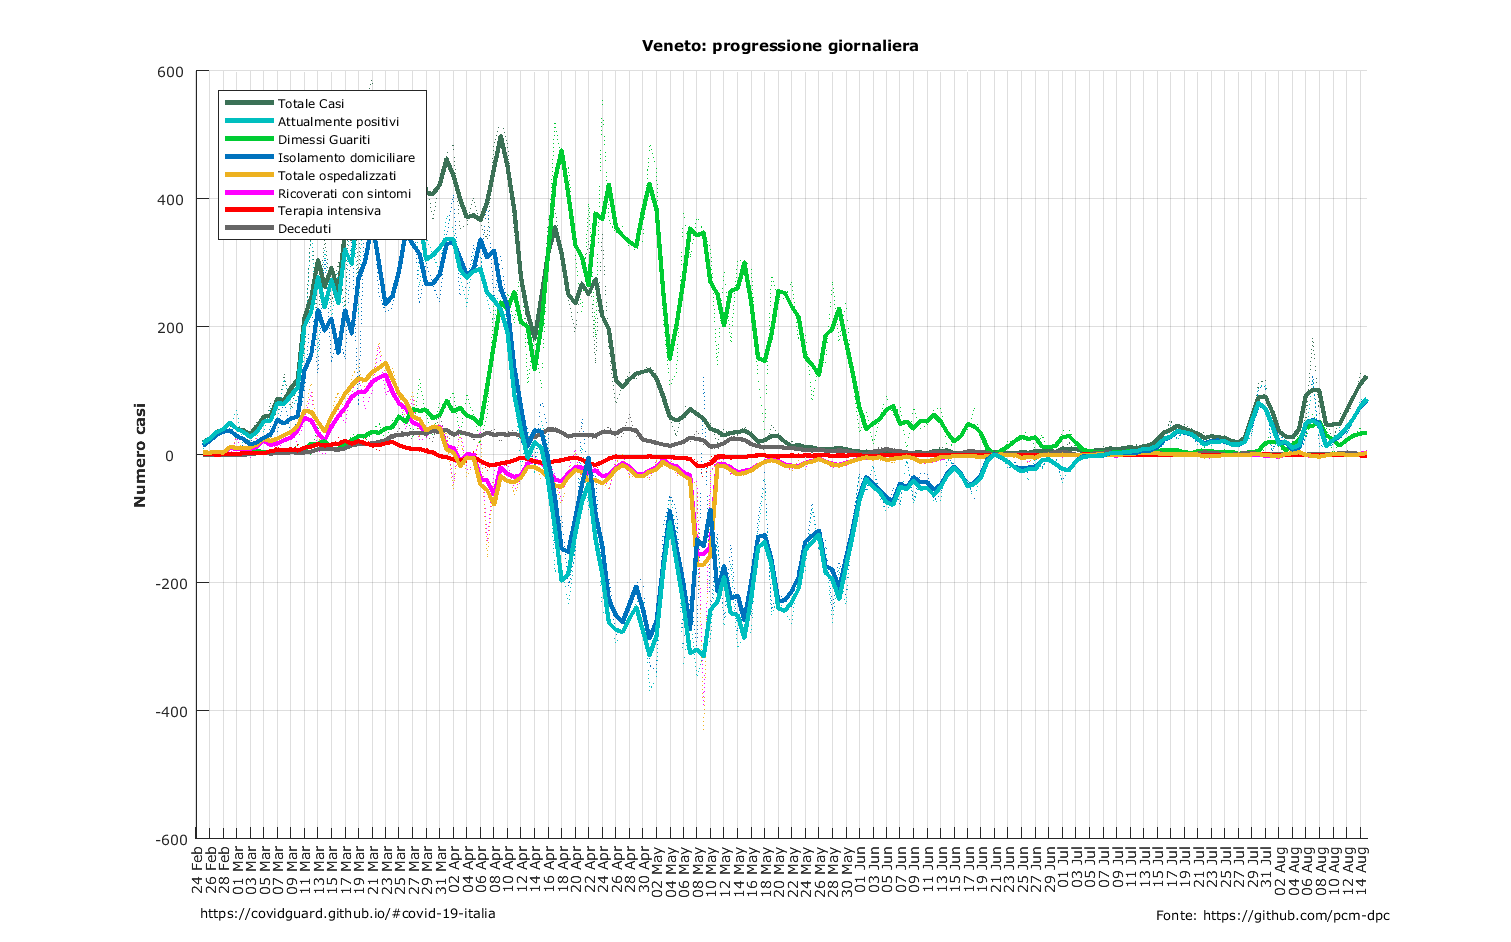 Veneto: progressione giornaliera
600
400
200
0
-200
-400
-600
Numero casi
Totale Casi
Attualmente positivi
Dimessi Guariti
Isolamento domiciliare
Totale ospedalizzati
Ricoverati con sintomi
Terapia intensiva
Deceduti
24 Feb
26 Feb
28 Feb
01 Mar
03 Mar
05 Mar
07 Mar
09 Mar
11 Mar
13 Mar
15 Mar
17 Mar
19 Mar
21 Mar
23 Mar
25 Mar
27 Mar
29 Mar
31 Mar
02 Apr
04 Apr
06 Apr
08 Apr
10 Apr
12 Apr
14 Apr
16 Apr
18 Apr
20 Apr
22 Apr
24 Apr
26 Apr
28 Apr
30 Apr
02 May
04 May
06 May
08 May
10 May
12 May
14 May
16 May
18 May
20 May
22 May
24 May
26 May
28 May
30 May
01 Jun
03 Jun
05 Jun
07 Jun
09 Jun
11 Jun
13 Jun
15 Jun
17 Jun
19 Jun
21 Jun
23 Jun
25 Jun
27 Jun
29 Jun
01 Jul
03 Jul
05 Jul
07 Jul
09 Jul
11 Jul
13 Jul
15 Jul
17 Jul
19 Jul
21 Jul
23 Jul
25 Jul
27 Jul
29 Jul
31 Jul
02 Aug
04 Aug
06 Aug
08 Aug
10 Aug
12 Aug
14 Aug
https://covidguard.github.io/#covid-19-italia
Fonte: https://github.com/pcm-dpc